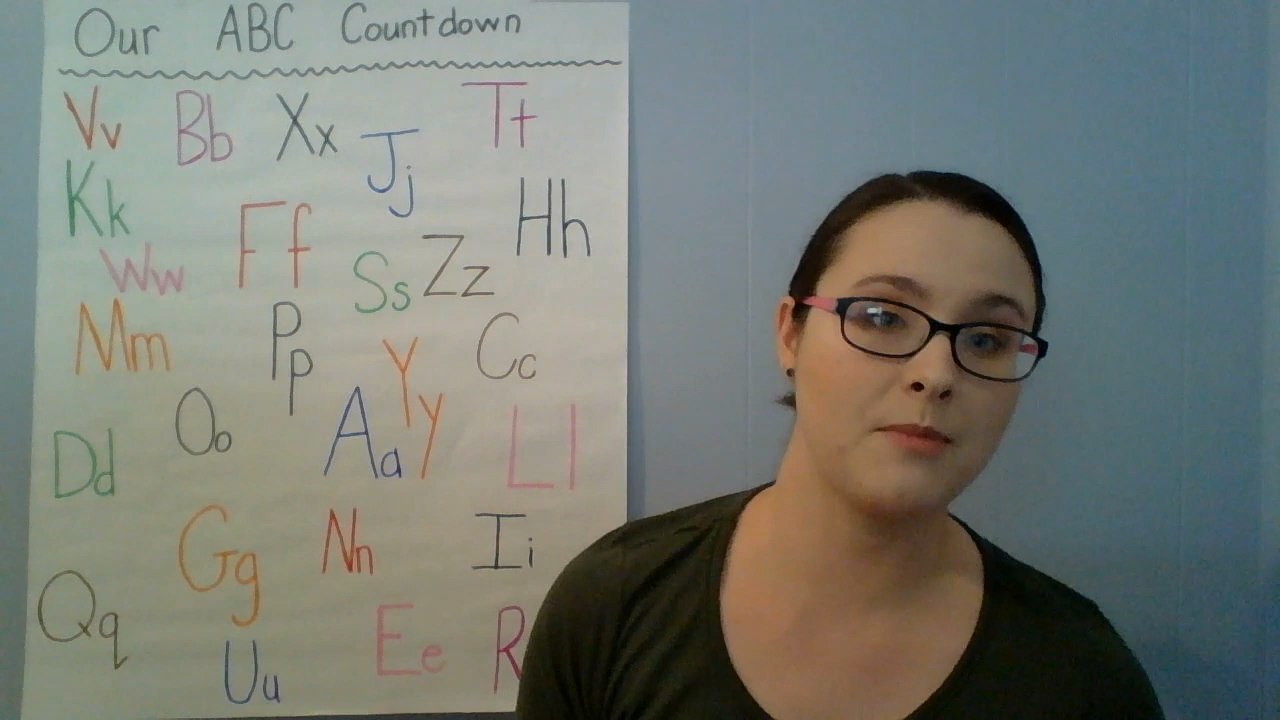 Our ABC Countdown
Vv Bb Xx Jj Tt
Kk Ff Hh
Ww Ss Zz
Mm Pp Yy Cc
Dd Oo Aa Ll
Gg Nn Ii
Qq Uu Ee R